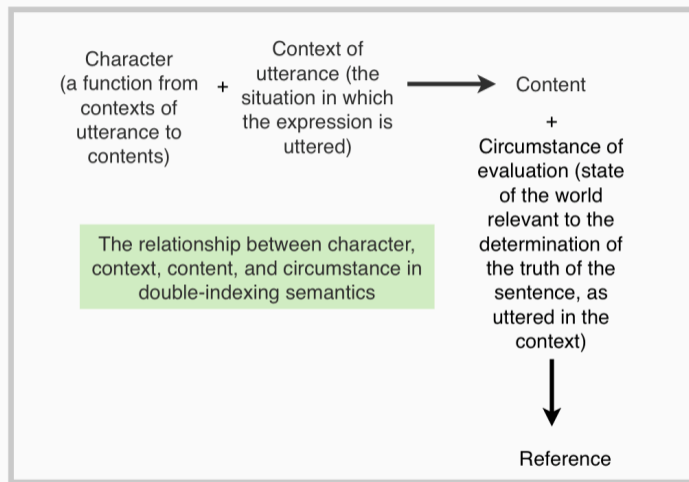 Character
(a function from
contexts of
utterance to
contents)
+
Context of
utterance (the
situation in which
the expression is
uttered)
Content
+
Circumstance of
evaluation (state
of the world
relevant to the
determination of
the truth of the
sentence, as
uttered in the
context)
Reference
The relationship between character,
context, content, and circumstance in
double-indexing semantics